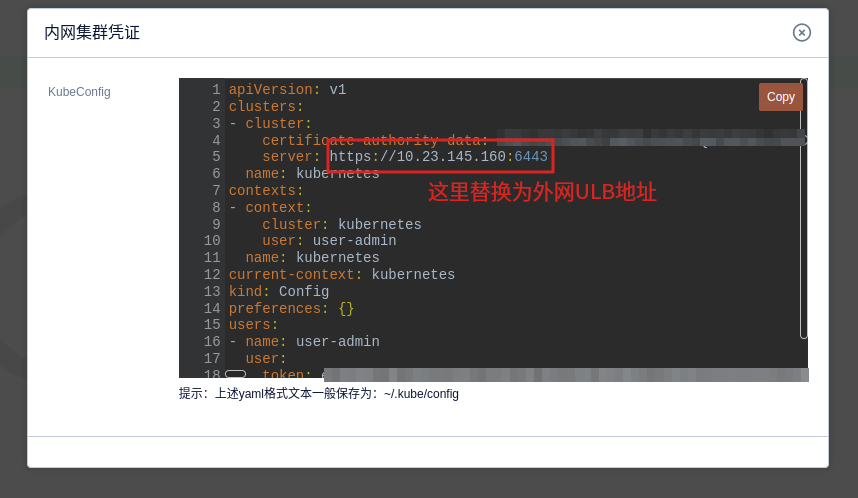 内网集群凭证
KubeConfig
Copy
1 apiVersion: v1
2 clusters:
3 - cluster:
4 certificate-authority-data:
5 server: https://10.23.145.160:6443
6 name: kubernetes
7 contexts:
这里替换为外网ULB地址
8 - context:
9 cluster: kubernetes
10 user: user-admin
11 name: kubernetes
12 current-context: kubernetes
13 kind: Config
14 preferences: {}
15 users:
16 - name: user-admin
17 user:
18 token:
提示：上述yaml格式文本一般保存为：~/.kube/config